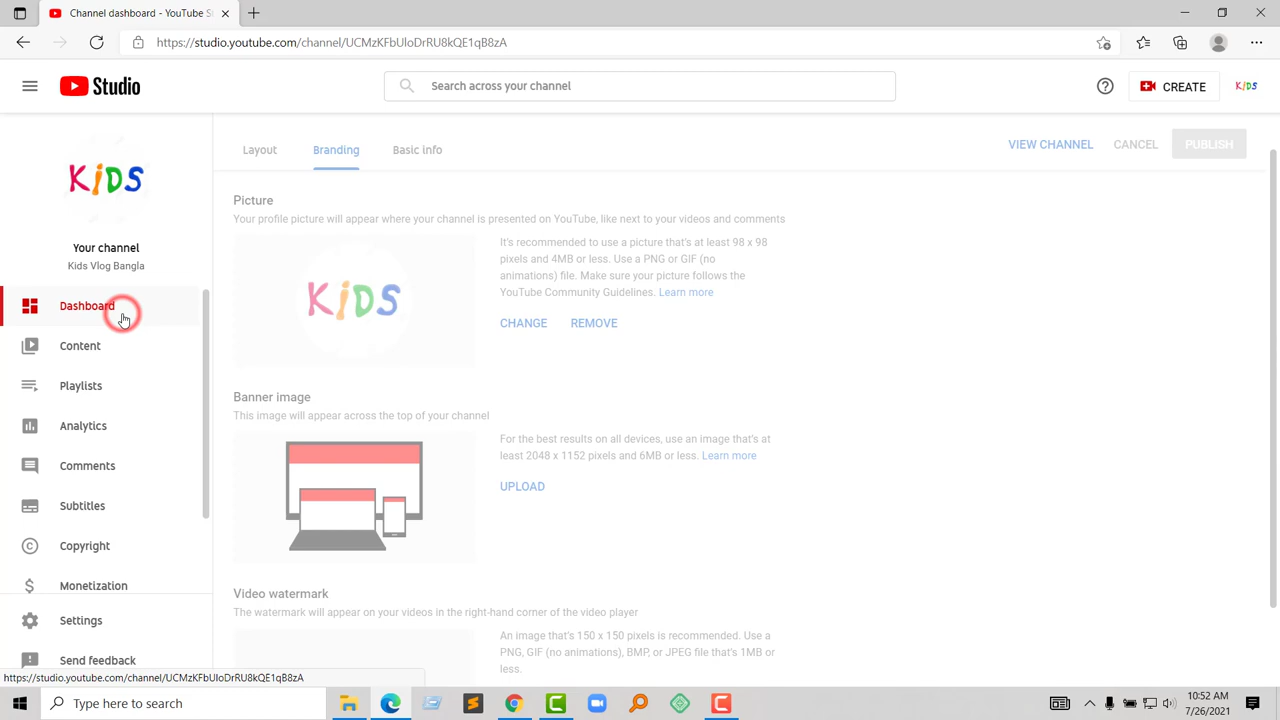 Channel dashboard - YouTube S
https://studio.youtube.com/channel/UCMzKFbUIoDrRU8kQE1qB8zA
Studio
Search across your channel
CREATE
KIDS
KiDS
Your channel
Kids Vlog Bangla
Dashboard
Content
Playlists
Analytics
Comments
Subtitles
Copyright
Monetization
Settings
Send feedback
Layout
Branding
Basic info
VIEW CHANNEL
CANCEL
PUBLISH
Picture
Your profile picture will appear where your channel is presented on YouTube, like next to your videos and comments
KiDS
It's recommended to use a picture that's at least 98 x 98
pixels and 4MB or less. Use a PNG or GIF (no
animations) file. Make sure your picture follows the
YouTube Community Guidelines. Learn more
CHANGE
REMOVE
Banner image
This image will appear across the top of your channel
For the best results on all devices, use an image that's at
least 2048 x 1152 pixels and 6MB or less. Learn more
UPLOAD
Video watermark
The watermark will appear on your videos in the right-hand corner of the video player
An image that's 150 x 150 pixels is recommended. Use a
PNG, GIF (no animations), BMP, or JPEG file that's 1MB or
less.
https://studio.youtube.com/channel/UCMzKFbUIoDrRU8kQE1qB8zA
Type here to search
10:52 AM
7/26/2021